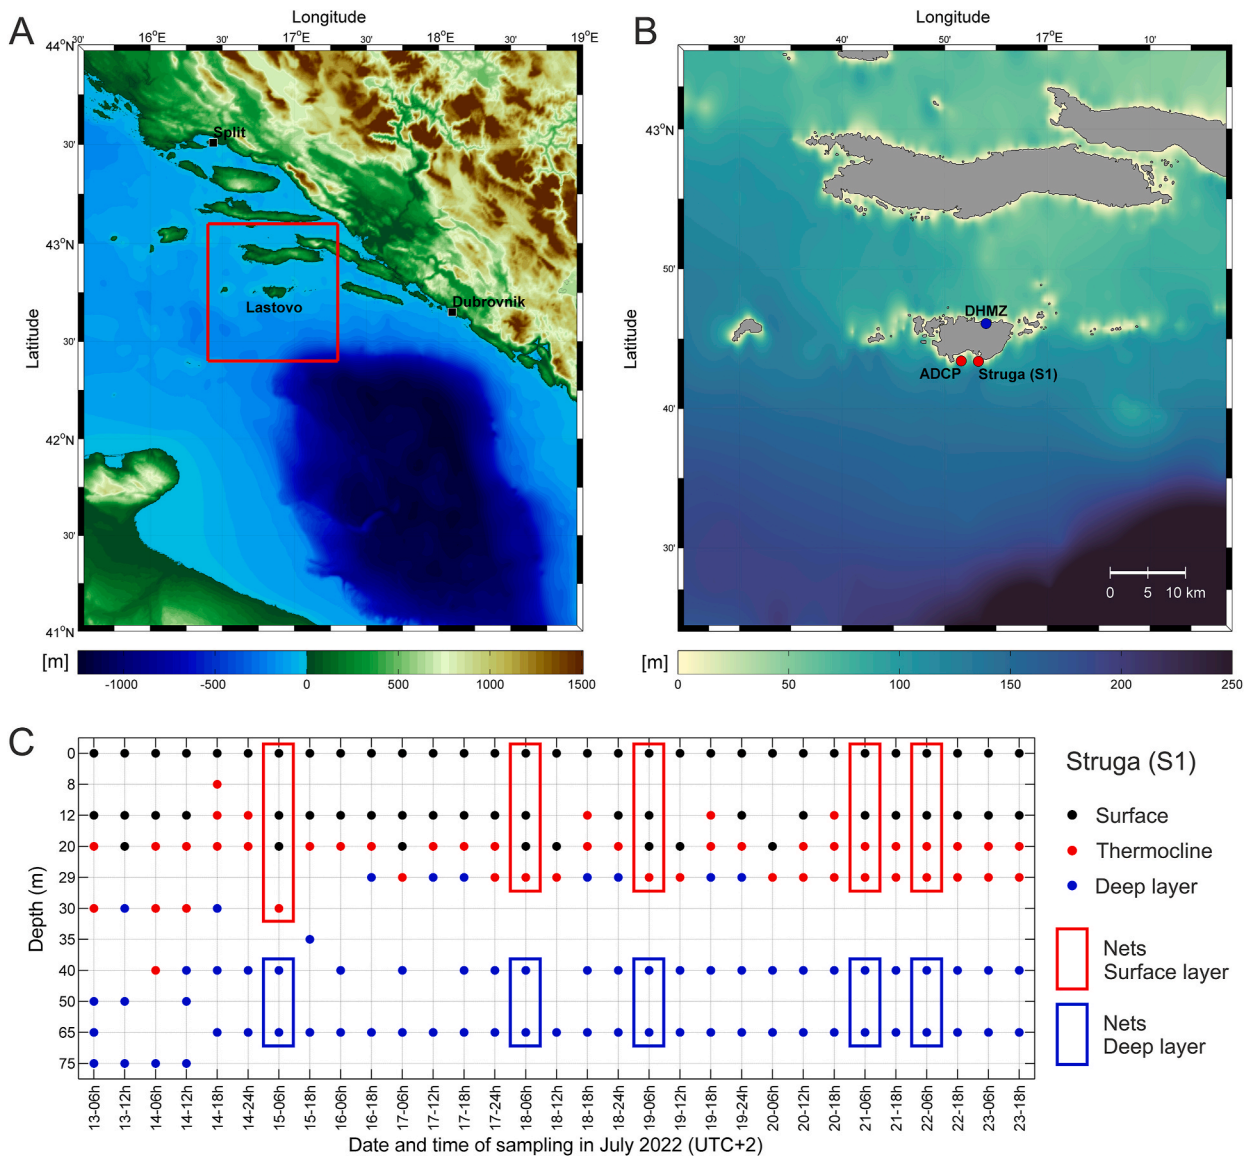 A
Longitude
44°N
16°E
30'
17°E
30'
18°E
30'
19°E
Split
30'
43°N
Lastovo
Dubrovnik
Latitude
30'
42°N
30'
41°N
[m]
-1000
-500
0
500
1000
1500
B
Longitude
30'
40'
50'
17°E
10'
43°N
50'
DHMZ
ADCP
Struga (S1)
Latitude
40'
30'
0
5
10 km
[m]
0
50
100
150
200
250
C
Depth (m)
0
8
12
20
29
30
35
40
50
65
75
13-06h
13-12h
14-06h
14-12h
14-18h
14-24h
15-06h
15-18h
16-06h
16-18h
17-06h
17-12h
17-18h
17-24h
18-06h
18-12h
18-18h
18-24h
19-06h
19-12h
19-18h
19-24h
20-06h
20-12h
20-18h
21-06h
21-18h
22-06h
22-18h
23-06h
23-18h
Date and time of sampling in July 2022 (UTC+2)
Struga (S1)
Surface
Thermocline
Deep layer
Nets
Surface layer
Nets
Deep layer